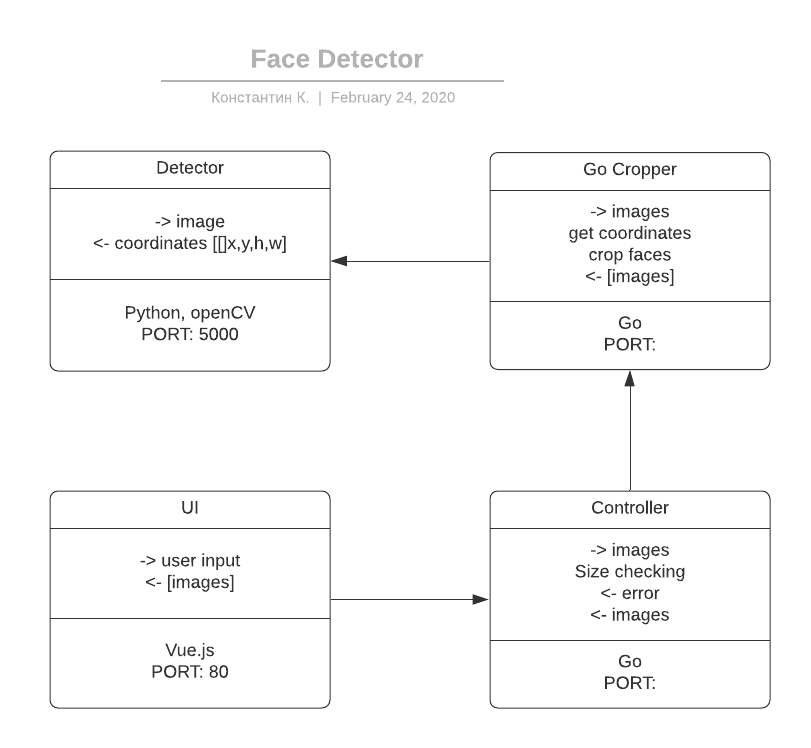 Face Detector
Константин К. | February 24, 2020
Detector
-> image
<- coordinates [[]x,y,h,w]
Python, openCV
PORT: 5000
Go Cropper
-> images
get coordinates
crop faces
<- [images]
Go
PORT:
UI
-> user input
<- [images]
Vue.js
PORT: 80
Controller
-> images
Size checking
<- error
<- images
Go
PORT: